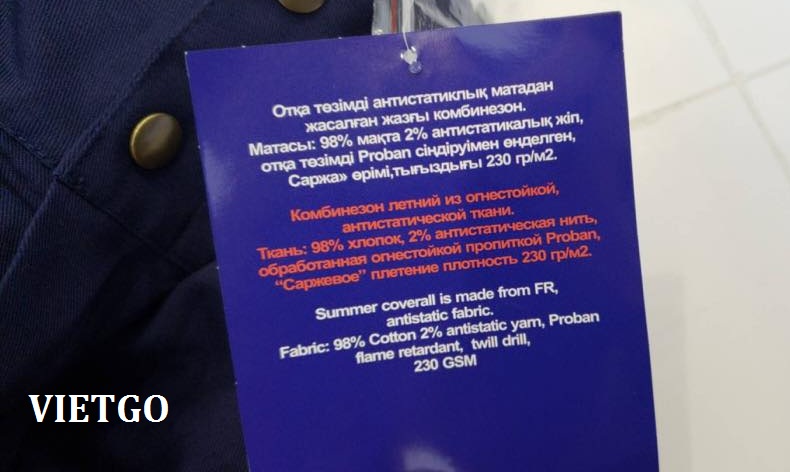 Отқа төзімді антистатиклық матадан
жасалған жазғы комбинезон.
Матасы: 98% мақта 2% антистатикалық жіп,
отқа төзімді Proban сіңдіруімен өңделген,
Саржа» өрімі,тығыздығы 230 гр/м2.
Комбинезон летний из огнестойкой,
антистатической ткани.
Ткань: 98% хлопок, 2% антистатическая нить,
обработанная огнестойкой пропиткой Proban,
“Саржевое” плетение плотность 230 гр/м2.
Summer coverall is made from FR,
antistatic fabric.
Fabric: 98% Cotton 2% antistatic yarn, Proban
flame retardant, twill drill,
230 GSM
VIETGO